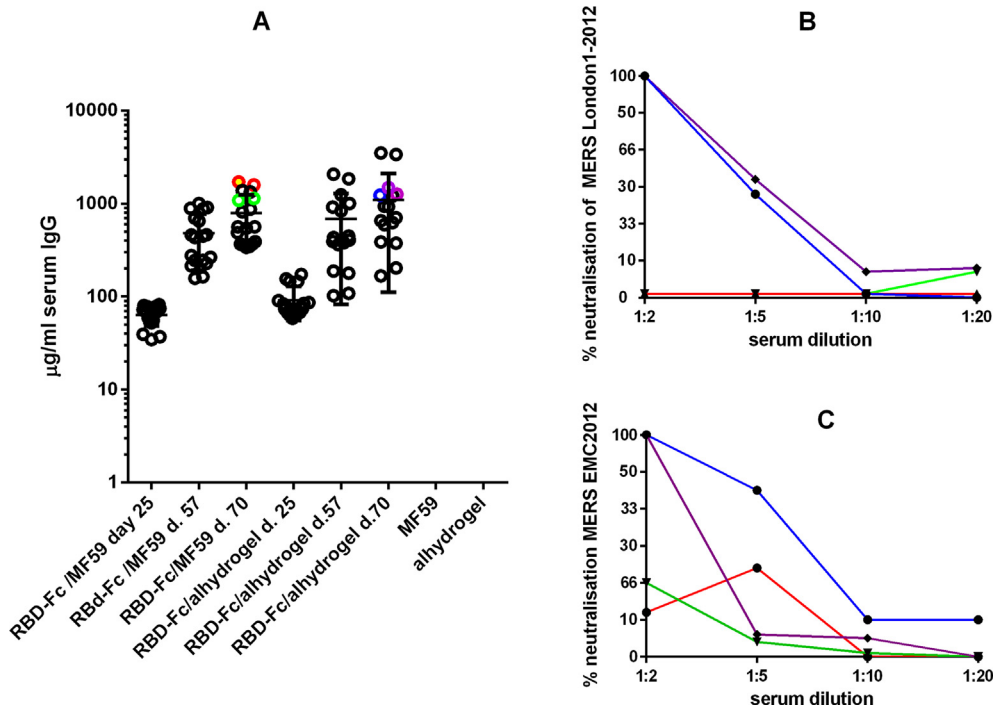 A
µg/ml serum IgG
10000
1000
100
10
1
RBD-Fc /MF59 day 25
RBd-Fc /MF59 d. 57
RBD-Fc/MF59 d. 70
RBD-Fc/alhydrogel d. 25
RBD-Fc/alhydrogel d.57
RBD-Fc/alhydrogel d.70
MF59
alhydrogel
B
% neutralisation of MERS London1-2012
100
50
66
30
33
10
0
1:2
1:5
1:10
1:20
serum dilution
C
% neutralisation MERS EMC2012
100
50
33
30
66
10
0
1:2
1:5
1:10
1:20
serum dilution